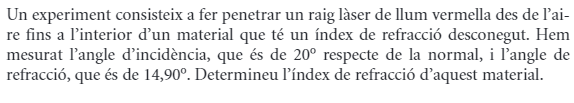 Un experiment consisteix a fer penetrar un raig làser de llum vermella des de l’ai-
re fins a l’interior d’un material que té un índex de refracció desconegut. Hem
mesurat l’angle d’incidència, que és de 20º respecte de la normal, i l’angle de
refracció, que és de 14,90º. Determineu l’índex de refracció d’aquest material.